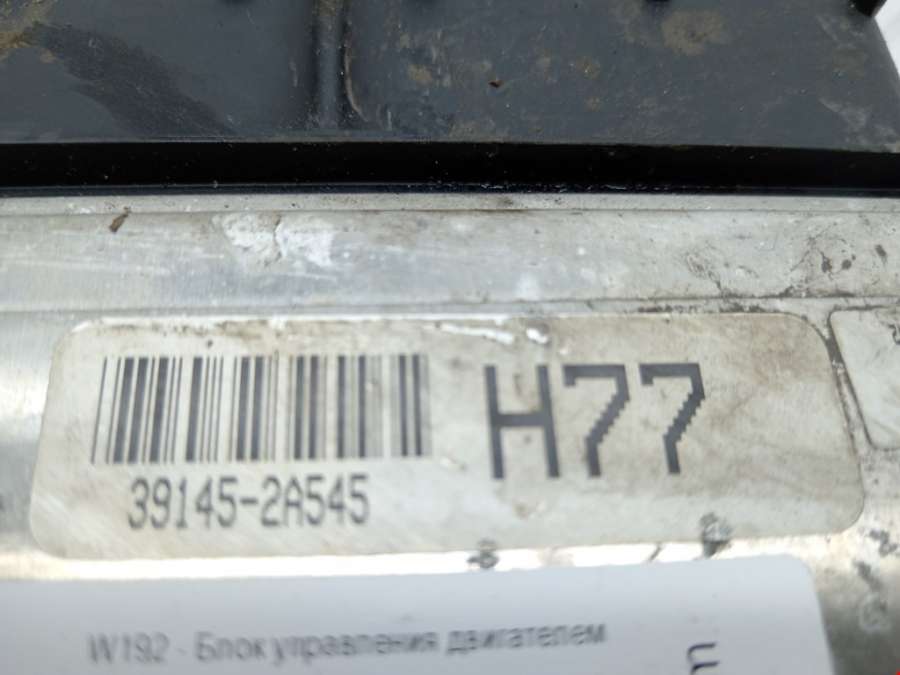 H77
39145-2A545
W192 - Блок управления двигателем
m